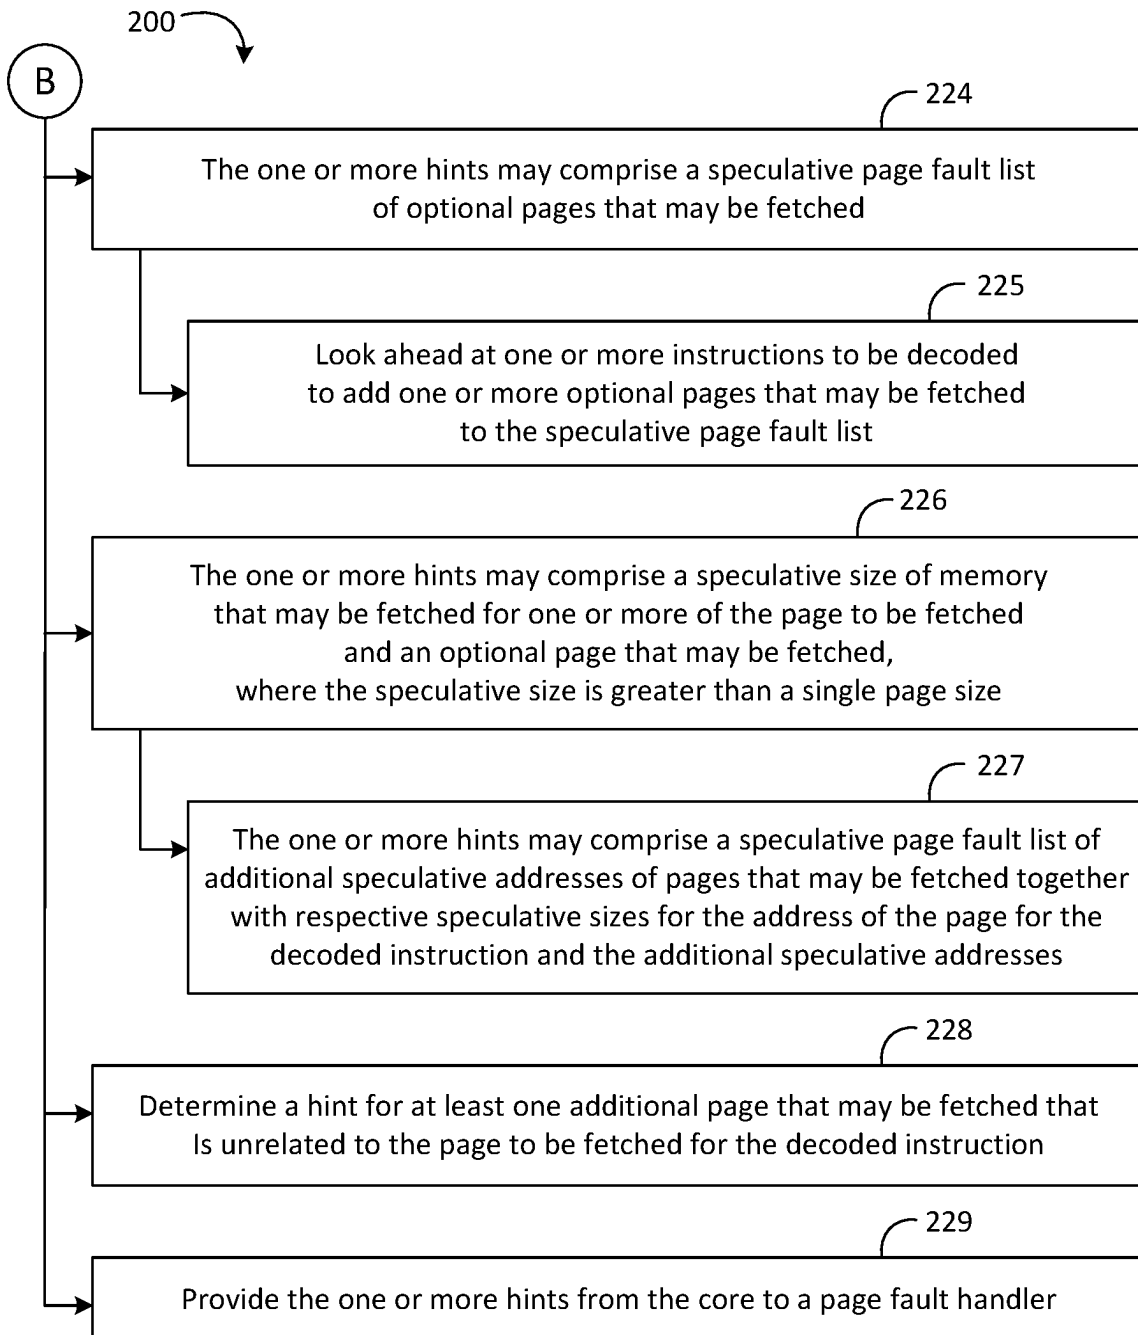 200
B
224
The one or more hints may comprise a speculative page fault list
of optional pages that may be fetched
225
Look ahead at one or more instructions to be decoded
to add one or more optional pages that may be fetched
to the speculative page fault list
226
The one or more hints may comprise a speculative size of memory
that may be fetched for one or more of the page to be fetched
and an optional page that may be fetched,
where the speculative size is greater than a single page size
227
The one or more hints may comprise a speculative page fault list of
additional speculative addresses of pages that may be fetched together
with respective speculative sizes for the address of the page for the
decoded instruction and the additional speculative addresses
228
Determine a hint for at least one additional page that may be fetched that
Is unrelated to the page to be fetched for the decoded instruction
229
Provide the one or more hints from the core to a page fault handler